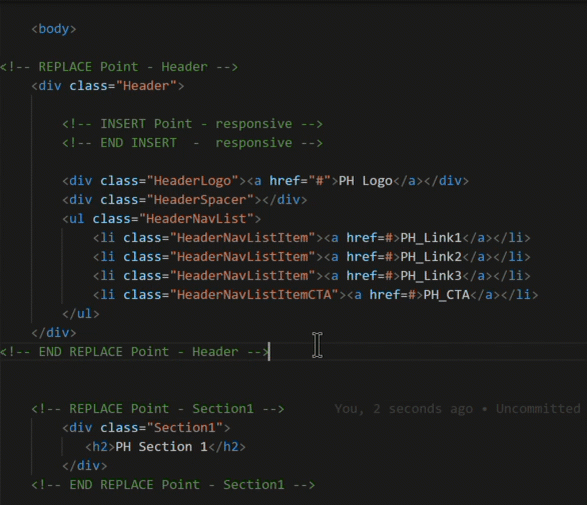 <body>
<!-- REPLACE Point - Header -->
<div class="Header">
<!-- INSERT Point - responsive -->
<!-- END INSERT  -  responsive -->
<div class="HeaderLogo"><a href="#">PH Logo</a></div>
<div class="HeaderSpacer"></div>
<ul class="HeaderNavList">
<li class="HeaderNavListItem"><a href=#>PH_Link1</a></li>
<li class="HeaderNavListItem"><a href=#>PH_Link2</a></li>
<li class="HeaderNavListItem"><a href=#>PH_Link3</a></li>
<li class="HeaderNavListItemCTA"><a href=#>PH_CTA</a></li>
</ul>
</div>
<!-- END REPLACE Point - Header -->
<!-- REPLACE Point - Section1 --> You, 2 seconds ago • Uncommitted
<div class="Section1">
<h2>PH Section 1</h2>
</div>
<!-- END REPLACE Point - Section1 -->